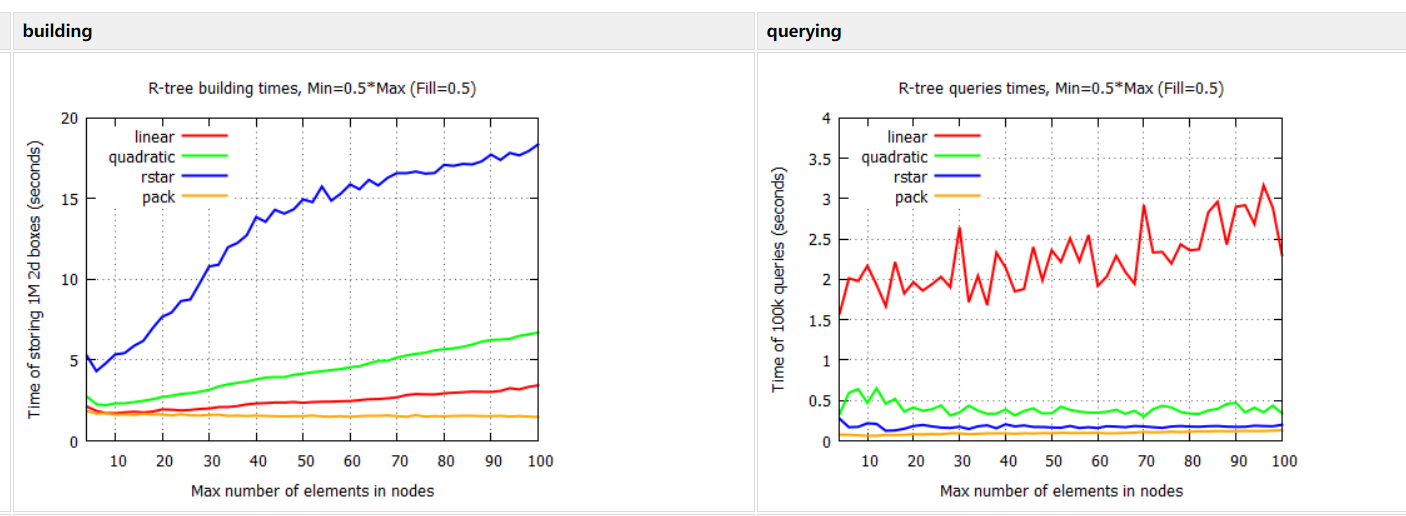 building
querying
R-tree building times, Min=0.5*Max (Fill=0.5)
Time of storing 1M 2d boxes (seconds)
20
15
10
5
0
linear
quadratic
rstar
pack
10 20 30 40 50 60 70 80 90 100
Max number of elements in nodes
R-tree queries times, Min=0.5*Max (Fill=0.5)
Time of 100k queries (seconds)
4
3.5
3
2.5
2
1.5
1
0.5
0
linear
quadratic
rstar
pack
10 20 30 40 50 60 70 80 90 100
Max number of elements in nodes